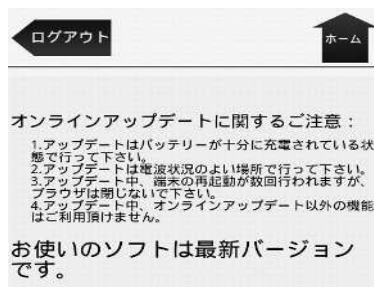 ログアウト
ホーム
オンラインアップデートに関するご注意：
1.アップデートはバッテリーが十分に充電されている状
態で行って下さい。
2.アップデートは電波状況のよい場所で行って下さい。
3.アップデート中、端末の再起動が数回行われますが、
ブラウザは閉じないで下さい。
4.アップデート中、オンラインアップデート以外の機能
はご利用頂けません。
お使いのソフトは最新バージョン
です。